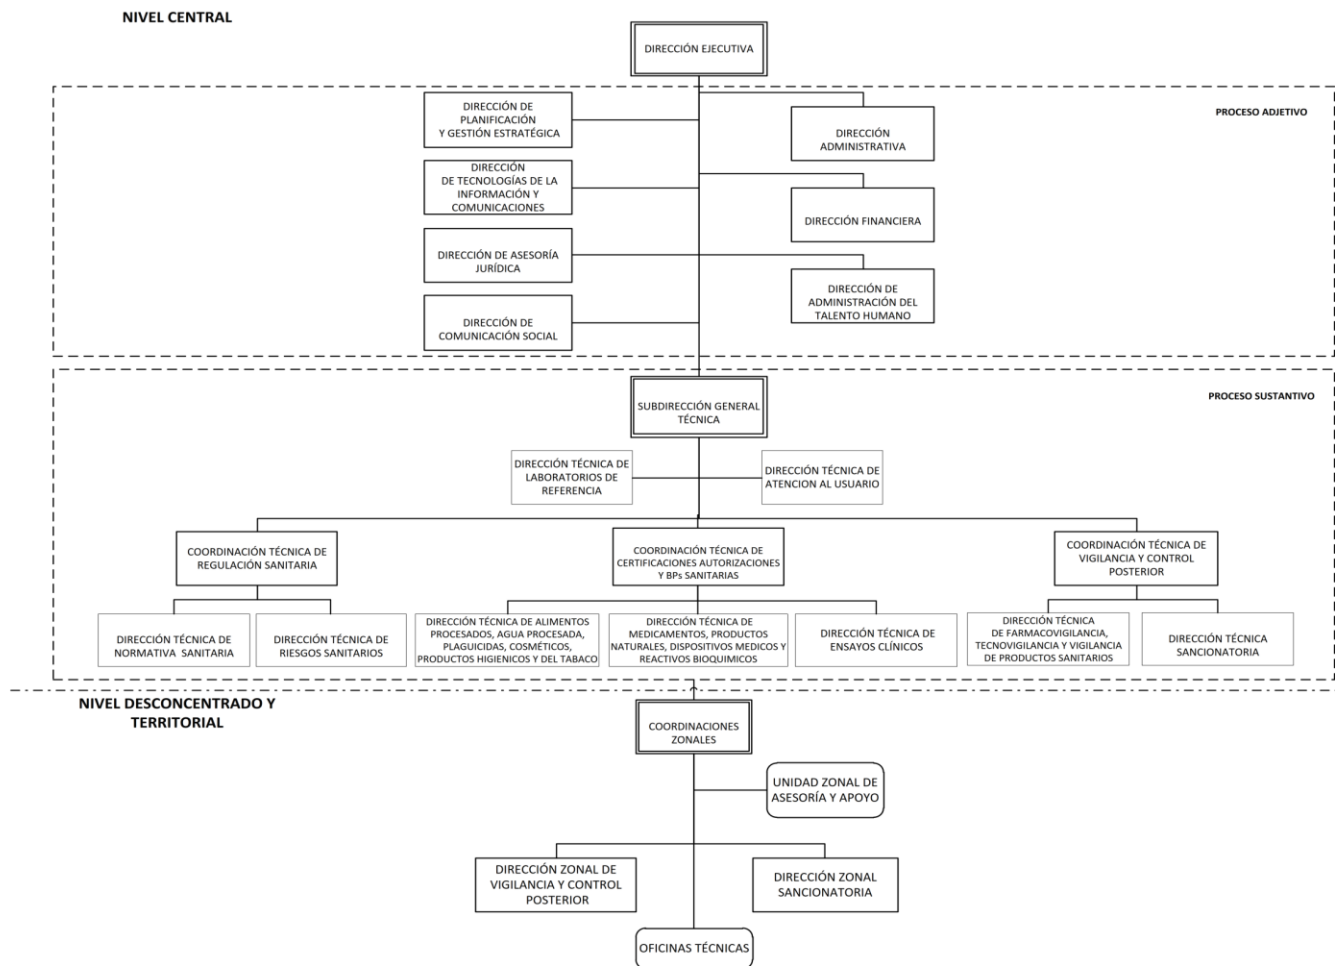 NIVEL CENTRAL
DIRECCIÓN EJECUTIVA
PROCESO ADJETIVO
DIRECCIÓN DE
PLANIFICACIÓN
Y GESTIÓN ESTRATÉGICA
DIRECCIÓN
ADMINISTRATIVA
DIRECCIÓN
DE TECNOLOGÍAS DE LA
INFORMACIÓN Y
COMUNICACIONES
DIRECCIÓN FINANCIERA
DIRECCIÓN DE ASESORÍA
JURÍDICA
DIRECCIÓN DE
ADMINISTRACIÓN DEL
TALENTO HUMANO
DIRECCIÓN DE
COMUNICACIÓN SOCIAL
PROCESO SUSTANTIVO
SUBDIRECCIÓN GENERAL
TÉCNICA
DIRECCIÓN TÉCNICA DE
LABORATORIOS DE
REFERENCIA
DIRECCIÓN TÉCNICA DE
ATENCION AL USUARIO
COORDINACIÓN TÉCNICA DE
REGULACIÓN SANITARIA
COORDINACIÓN TÉCNICA DE
CERTIFICACIONES AUTORIZACIONES
Y BPs SANITARIAS
COORDINACIÓN TÉCNICA DE
VIGILANCIA Y CONTROL
POSTERIOR
DIRECCIÓN TÉCNICA DE
NORMATIVA SANITARIA
DIRECCIÓN TÉCNICA DE
RIESGOS SANITARIOS
DIRECCIÓN TÉCNICA DE ALIMENTOS
PROCESADOS, AGUA PROCESADA,
PLAGUICIDAS, COSMÉTICOS,
PRODUCTOS HIGIENICOS Y DEL TABACO
DIRECCIÓN TÉCNICA DE
MEDICAMENTOS, PRODUCTOS
NATURALES, DISPOSITIVOS MEDICOS Y
REACTIVOS BIOQUIMICOS
DIRECCIÓN TÉCNICA DE
ENSAYOS CLÍNICOS
DIRECCIÓN TÉCNICA
DE FARMACOVIGILANCIA,
TECNOVIGILANCIA Y VIGILANCIA
DE PRODUCTOS SANITARIOS
DIRECCIÓN TÉCNICA
SANCIONATORIA
NIVEL DESCONCENTRADO Y
TERRITORIAL
COORDINACIONES
ZONALES
UNIDAD ZONAL DE
ASESORÍA Y APOYO
DIRECCIÓN ZONAL DE
VIGILANCIA Y CONTROL
POSTERIOR
DIRECCIÓN ZONAL
SANCIONATORIA
OFICINAS TÉCNICAS